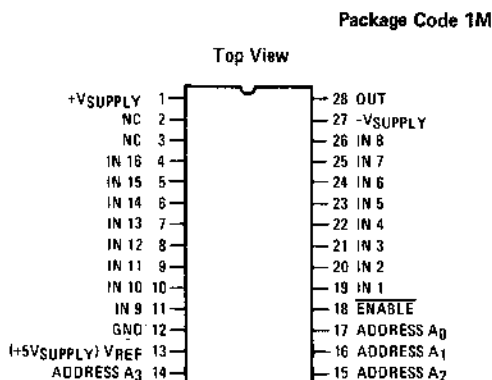 Package Code 1M
Top View
+VSUPPLY 1 28 OUT
NC 2 27 -VSUPPLY
NC 3 26 IN 8
IN 16 4 25 IN 7
IN 15 5 24 IN 6
IN 14 6 23 IN 5
IN 13 7 22 IN 4
IN 12 8 21 IN 3
IN 11 9 20 IN 2
IN 10 10 19 IN 1
IN 9 11 18 ENABLE
GND 12 17 ADDRESS A0
(+5VSUPPLY) VREF 13 16 ADDRESS A1
ADDRESS A3 14 15 ADDRESS A2